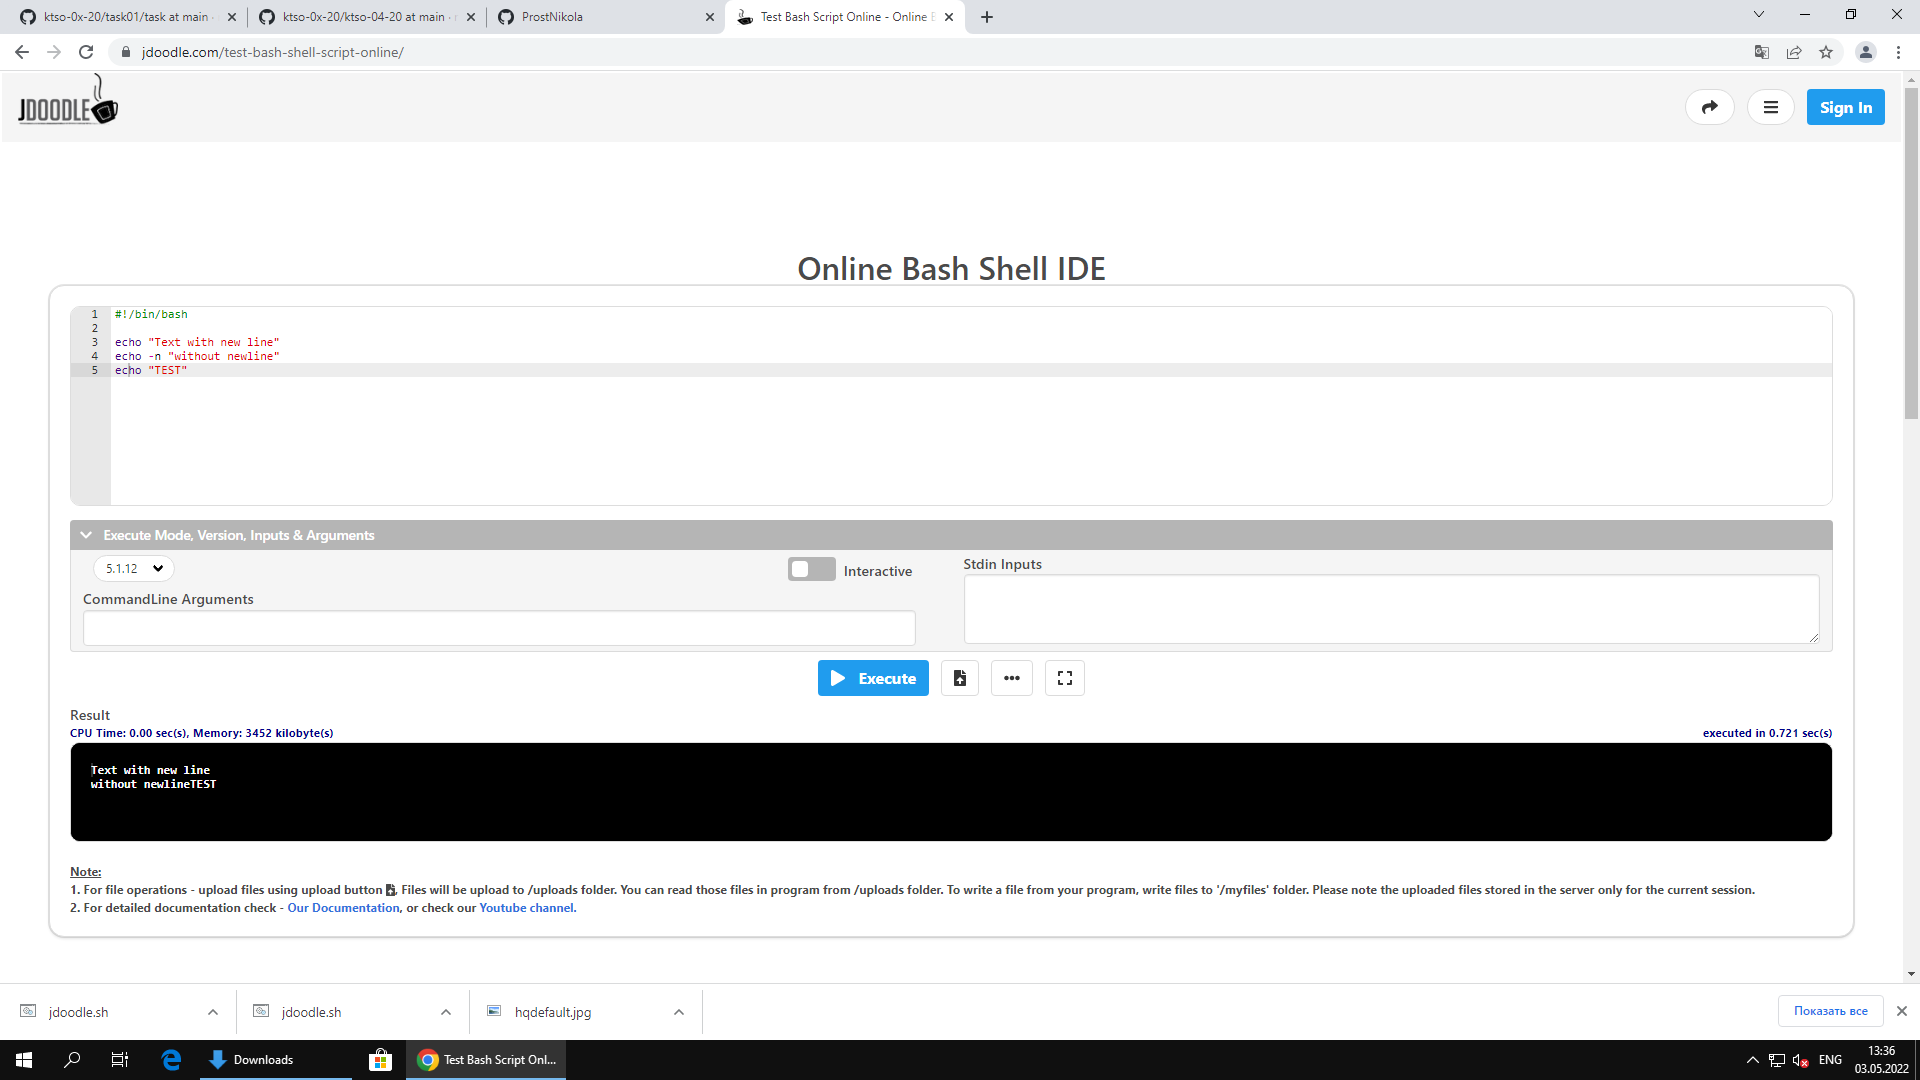 ktso-0x-20/task01/task at main ·
ktso-0x-20/ktso-04-20 at main ·
ProstNikola
Test Bash Script Online - Online
jdoodle.com/test-bash-shell-script-online/
JDOODLE
Sign In
Online Bash Shell IDE
1 #!/bin/bash
2
3 echo "Text with new line"
4 echo -n "without newline"
5 echo "TEST"
Execute Mode, Version, Inputs & Arguments
5.1.12
Interactive
Stdin Inputs
CommandLine Arguments
Execute
Result
CPU Time: 0.00 sec(s), Memory: 3452 kilobyte(s)
executed in 0.721 sec(s)
Text with new line
without newlineTEST
Note:
1. For file operations - upload files using upload button , Files will be upload to /uploads folder. You can read those files in program from /uploads folder. To write a file from your program, write files to '/myfiles' folder. Please note the uploaded files stored in the server only for the current session.
2. For detailed documentation check - Our Documentation, or check our Youtube channel.
jdoodle.sh
jdoodle.sh
hqdefault.jpg
Показать все
Downloads
Test Bash Script Onl...
ENG
13:36
03.05.2022